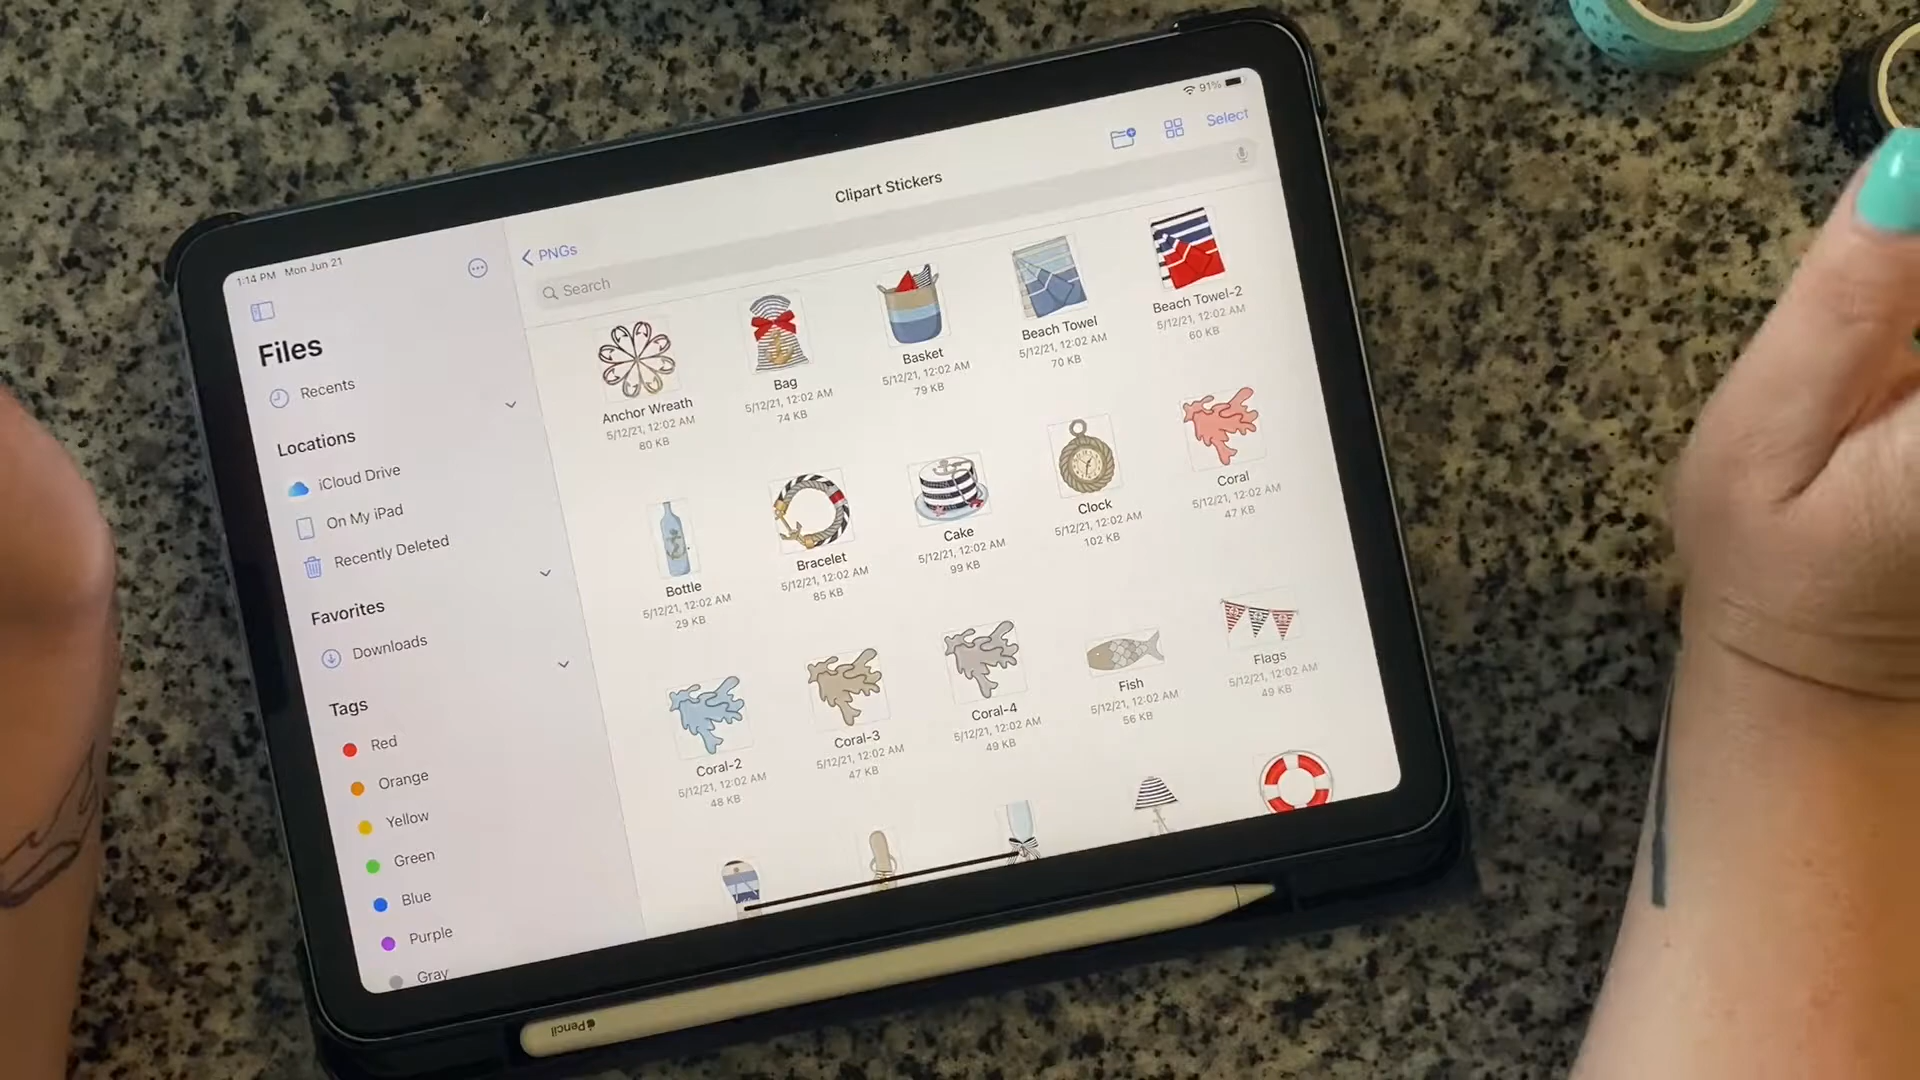 1:14 PM Mon Jun 21
91%
Select
Clipart Stickers
PNGs
Search
Files
Recents
Locations
iCloud Drive
On My iPad
Recently Deleted
Favorites
Downloads
Tags
Red
Orange
Yellow
Green
Blue
Purple
Gray
Anchor Wreath
5/12/21, 12:02 AM
80 KB
Bag
5/12/21, 12:02 AM
74 KB
Basket
5/12/21, 12:02 AM
79 KB
Beach Towel
5/12/21, 12:02 AM
70 KB
Beach Towel-2
5/12/21, 12:02 AM
60 KB
Bottle
5/12/21, 12:02 AM
29 KB
Bracelet
5/12/21, 12:02 AM
85 KB
Cake
5/12/21, 12:02 AM
99 KB
Clock
5/12/21, 12:02 AM
102 KB
Coral
5/12/21, 12:02 AM
47 KB
Coral-2
5/12/21, 12:02 AM
48 KB
Coral-3
5/12/21, 12:02 AM
47 KB
Coral-4
5/12/21, 12:02 AM
49 KB
Fish
5/12/21, 12:02 AM
56 KB
Flags
5/12/21, 12:02 AM
49 KB
Pencil